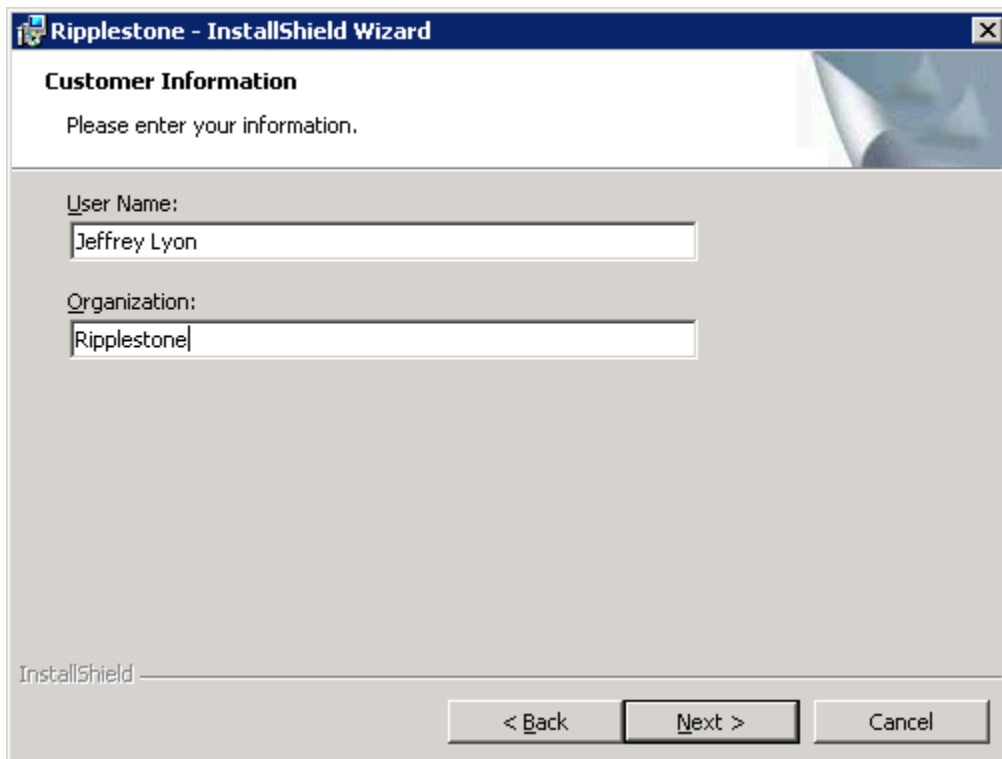 Ripplestone - InstallShield Wizard
Customer Information
Please enter your information.
User Name:
Jeffrey Lyon
Organization:
Ripplestone
InstallShield
< Back Next > Cancel